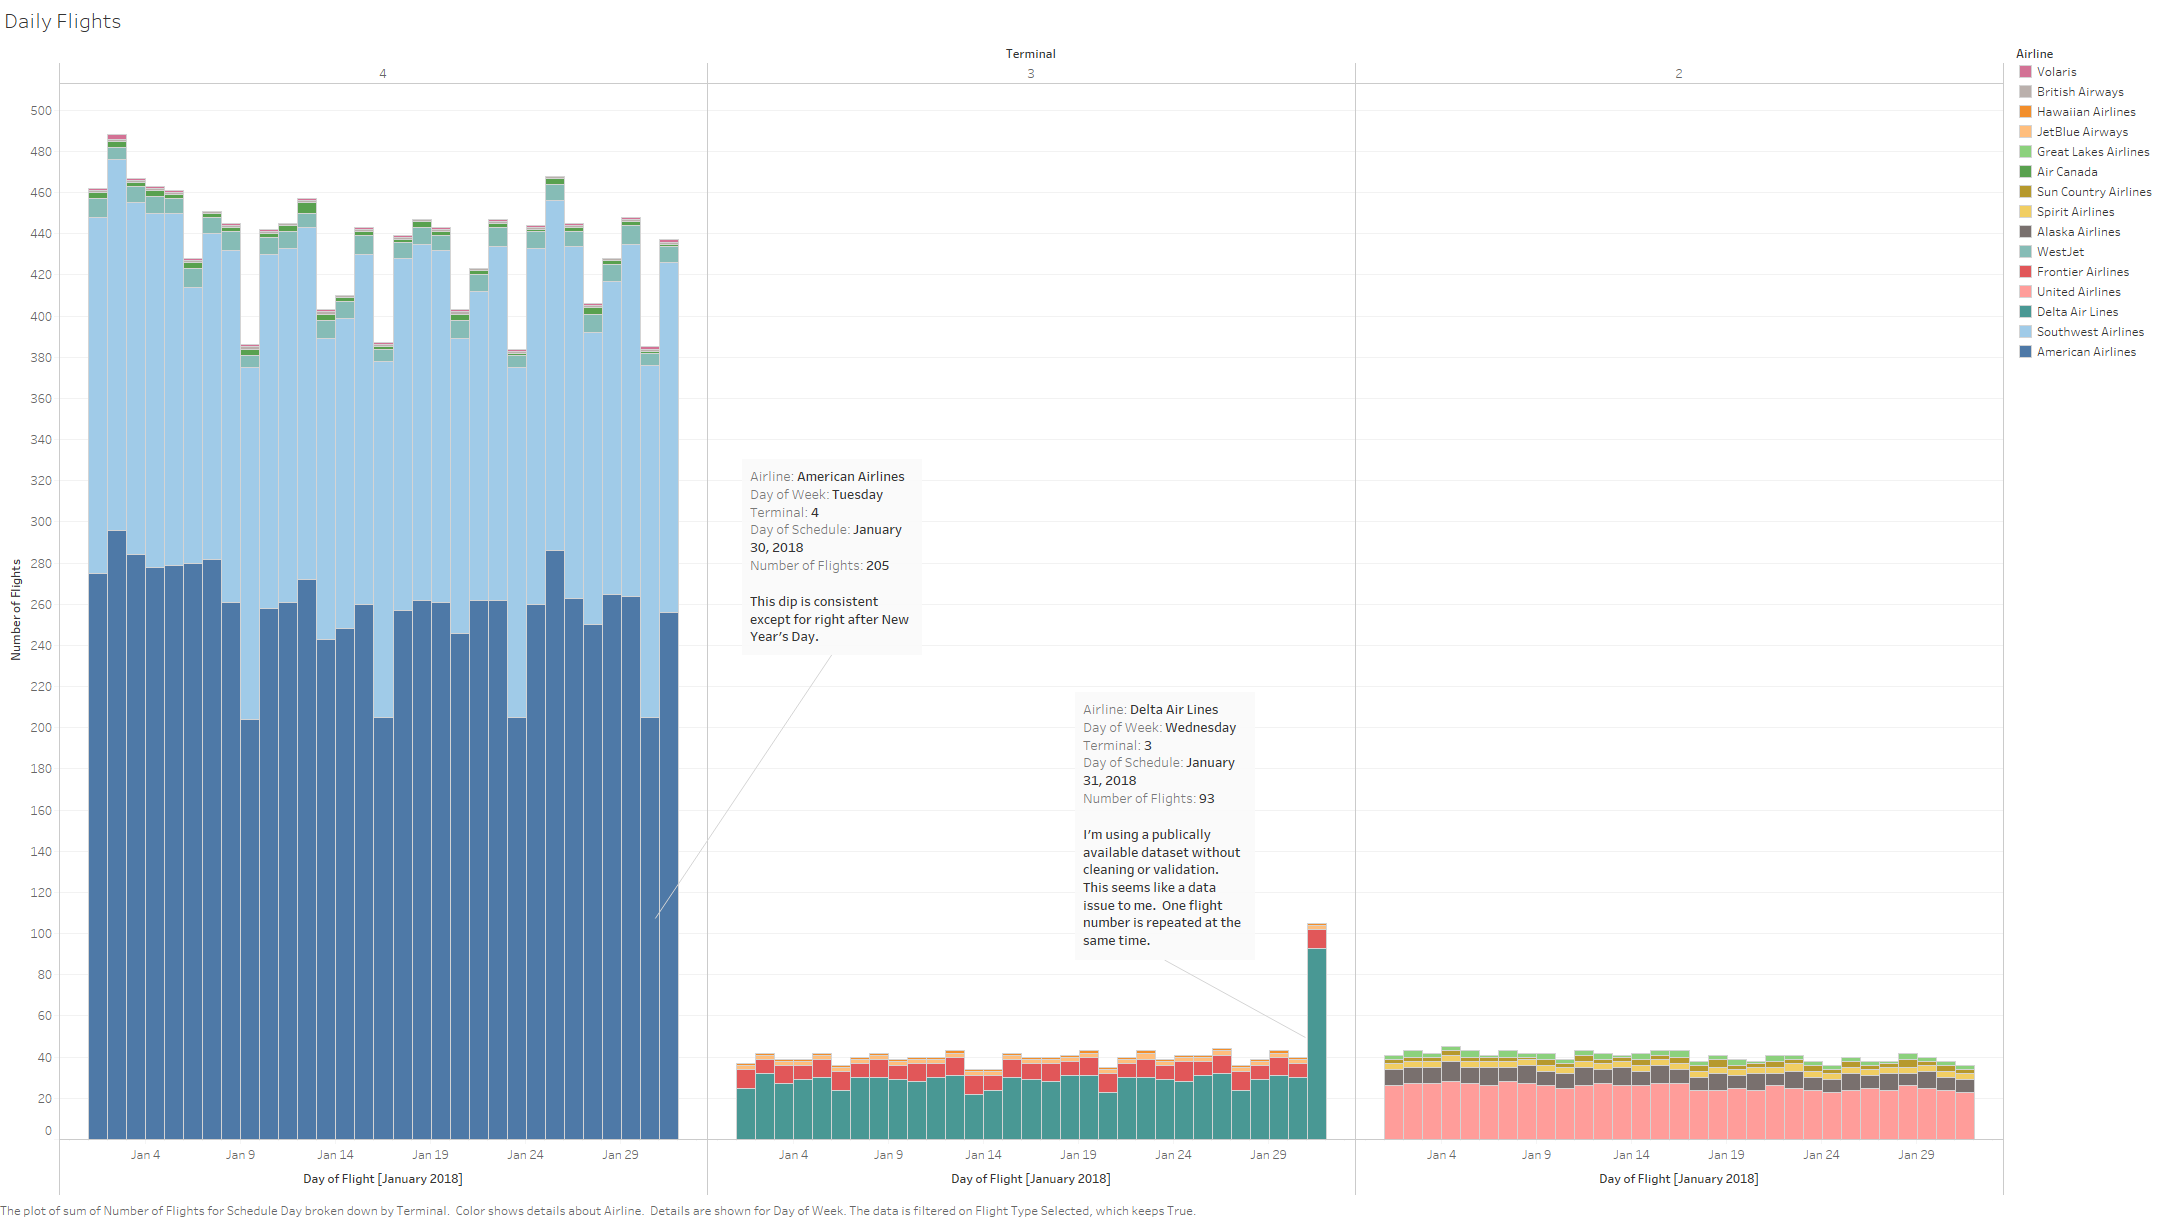 Daily Flights
Terminal
4
3
2
500
480
460
440
420
400
380
360
340
320
300
280
260
240
220
200
180
160
140
120
100
80
60
40
20
0
Number of Flights
Airline: American Airlines
Day of Week: Tuesday
Terminal: 4
Day of Schedule: January
30, 2018
Number of Flights: 205
This dip is consistent
except for right after New
Year's Day.
Airline: Delta Air Lines
Day of Week: Wednesday
Terminal: 3
Day of Schedule: January
31, 2018
Number of Flights: 93
I'm using a publically
available dataset without
cleaning or validation.
This seems like a data
issue to me.  One flight
number is repeated at the
same time.
Jan 4
Jan 9
Jan 14
Jan 19
Jan 24
Jan 29
Day of Flight [January 2018]
Jan 4
Jan 9
Jan 14
Jan 19
Jan 24
Jan 29
Day of Flight [January 2018]
Jan 4
Jan 9
Jan 14
Jan 19
Jan 24
Jan 29
Day of Flight [January 2018]
Airline
Volaris
British Airways
Hawaiian Airlines
JetBlue Airways
Great Lakes Airlines
Air Canada
Sun Country Airlines
Spirit Airlines
Alaska Airlines
WestJet
Frontier Airlines
United Airlines
Delta Air Lines
Southwest Airlines
American Airlines
The plot of sum of Number of Flights for Schedule Day broken down by Terminal.  Color shows details about Airline.  Details are shown for Day of Week. The data is filtered on Flight Type Selected, which keeps True.